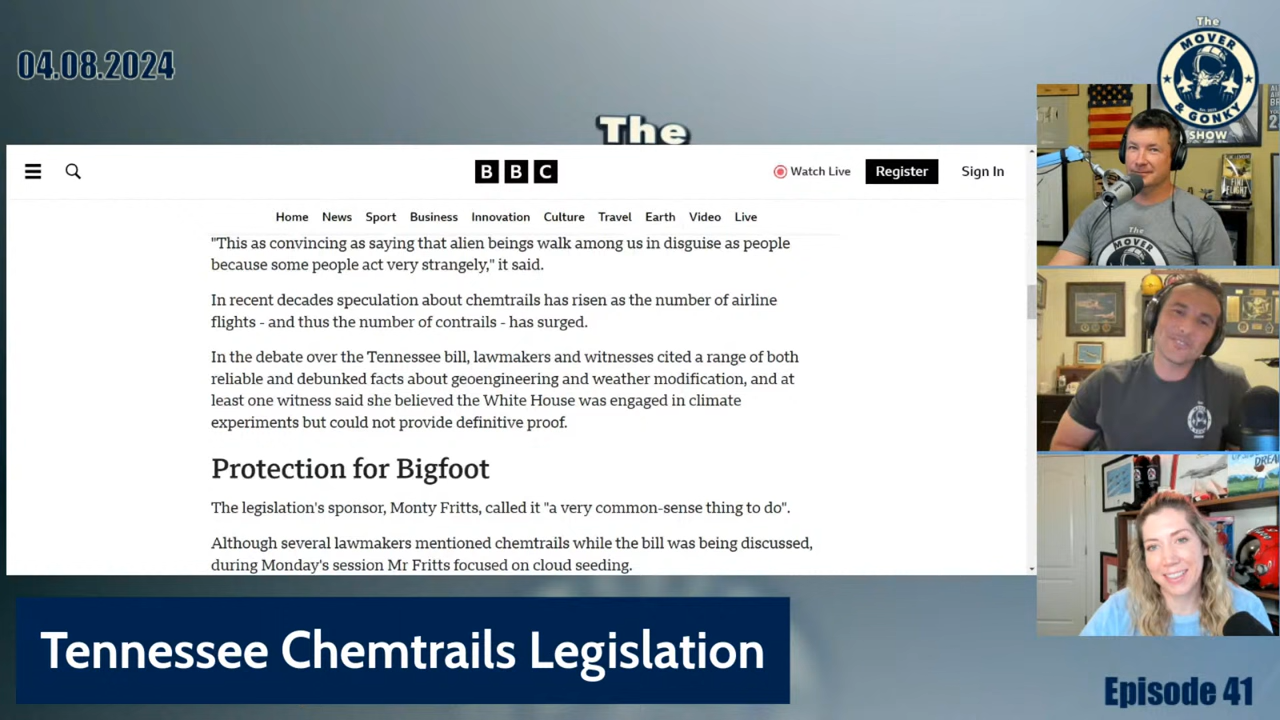 04.08.2024
The
The
MOVER
& GONKY
SHOW
BBC
Watch Live
Register
Sign In
Home
News
Sport
Business
Innovation
Culture
Travel
Earth
Video
Live
"This as convincing as saying that alien beings walk among us in disguise as people
because some people act very strangely," it said.
In recent decades speculation about chemtrails has risen as the number of airline
flights - and thus the number of contrails - has surged.
In the debate over the Tennessee bill, lawmakers and witnesses cited a range of both
reliable and debunked facts about geoengineering and weather modification, and at
least one witness said she believed the White House was engaged in climate
experiments but could not provide definitive proof.
Protection for Bigfoot
The legislation's sponsor, Monty Fritts, called it "a very common-sense thing to do".
Although several lawmakers mentioned chemtrails while the bill was being discussed,
during Monday's session Mr Fritts focused on cloud seeding.
The
MOVER
FINI
FLIGHT
Tennessee Chemtrails Legislation
Episode 41